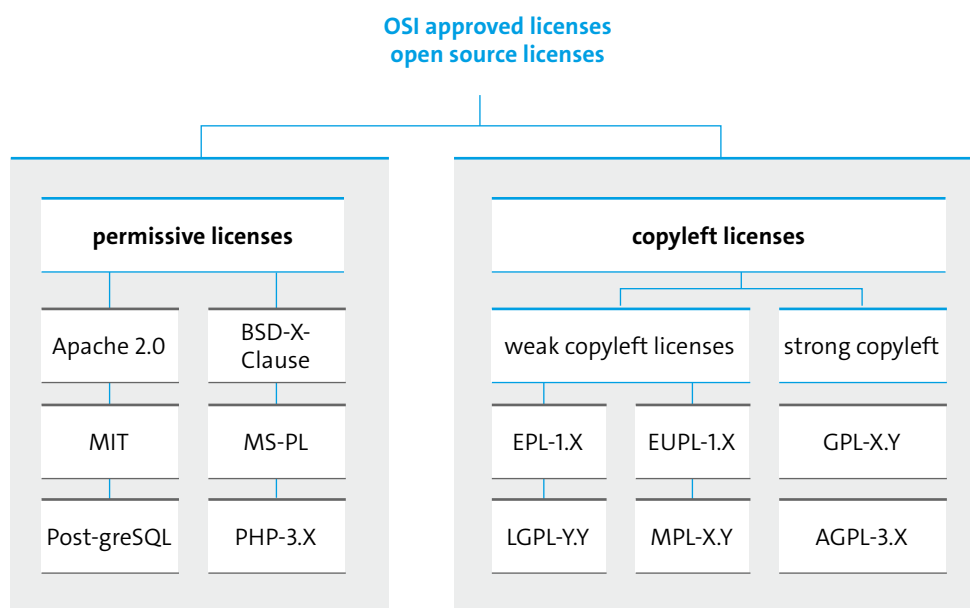 OSI approved licenses
open source licenses
permissive licenses
copyleft licenses
Apache 2.0
BSD-X-
Clause
weak copyleft licenses
strong copyleft
MIT
MS-PL
EPL-1.X
EUPL-1.X
GPL-X.Y
Post-greSQL
PHP-3.X
LGPL-Y.Y
MPL-X.Y
AGPL-3.X